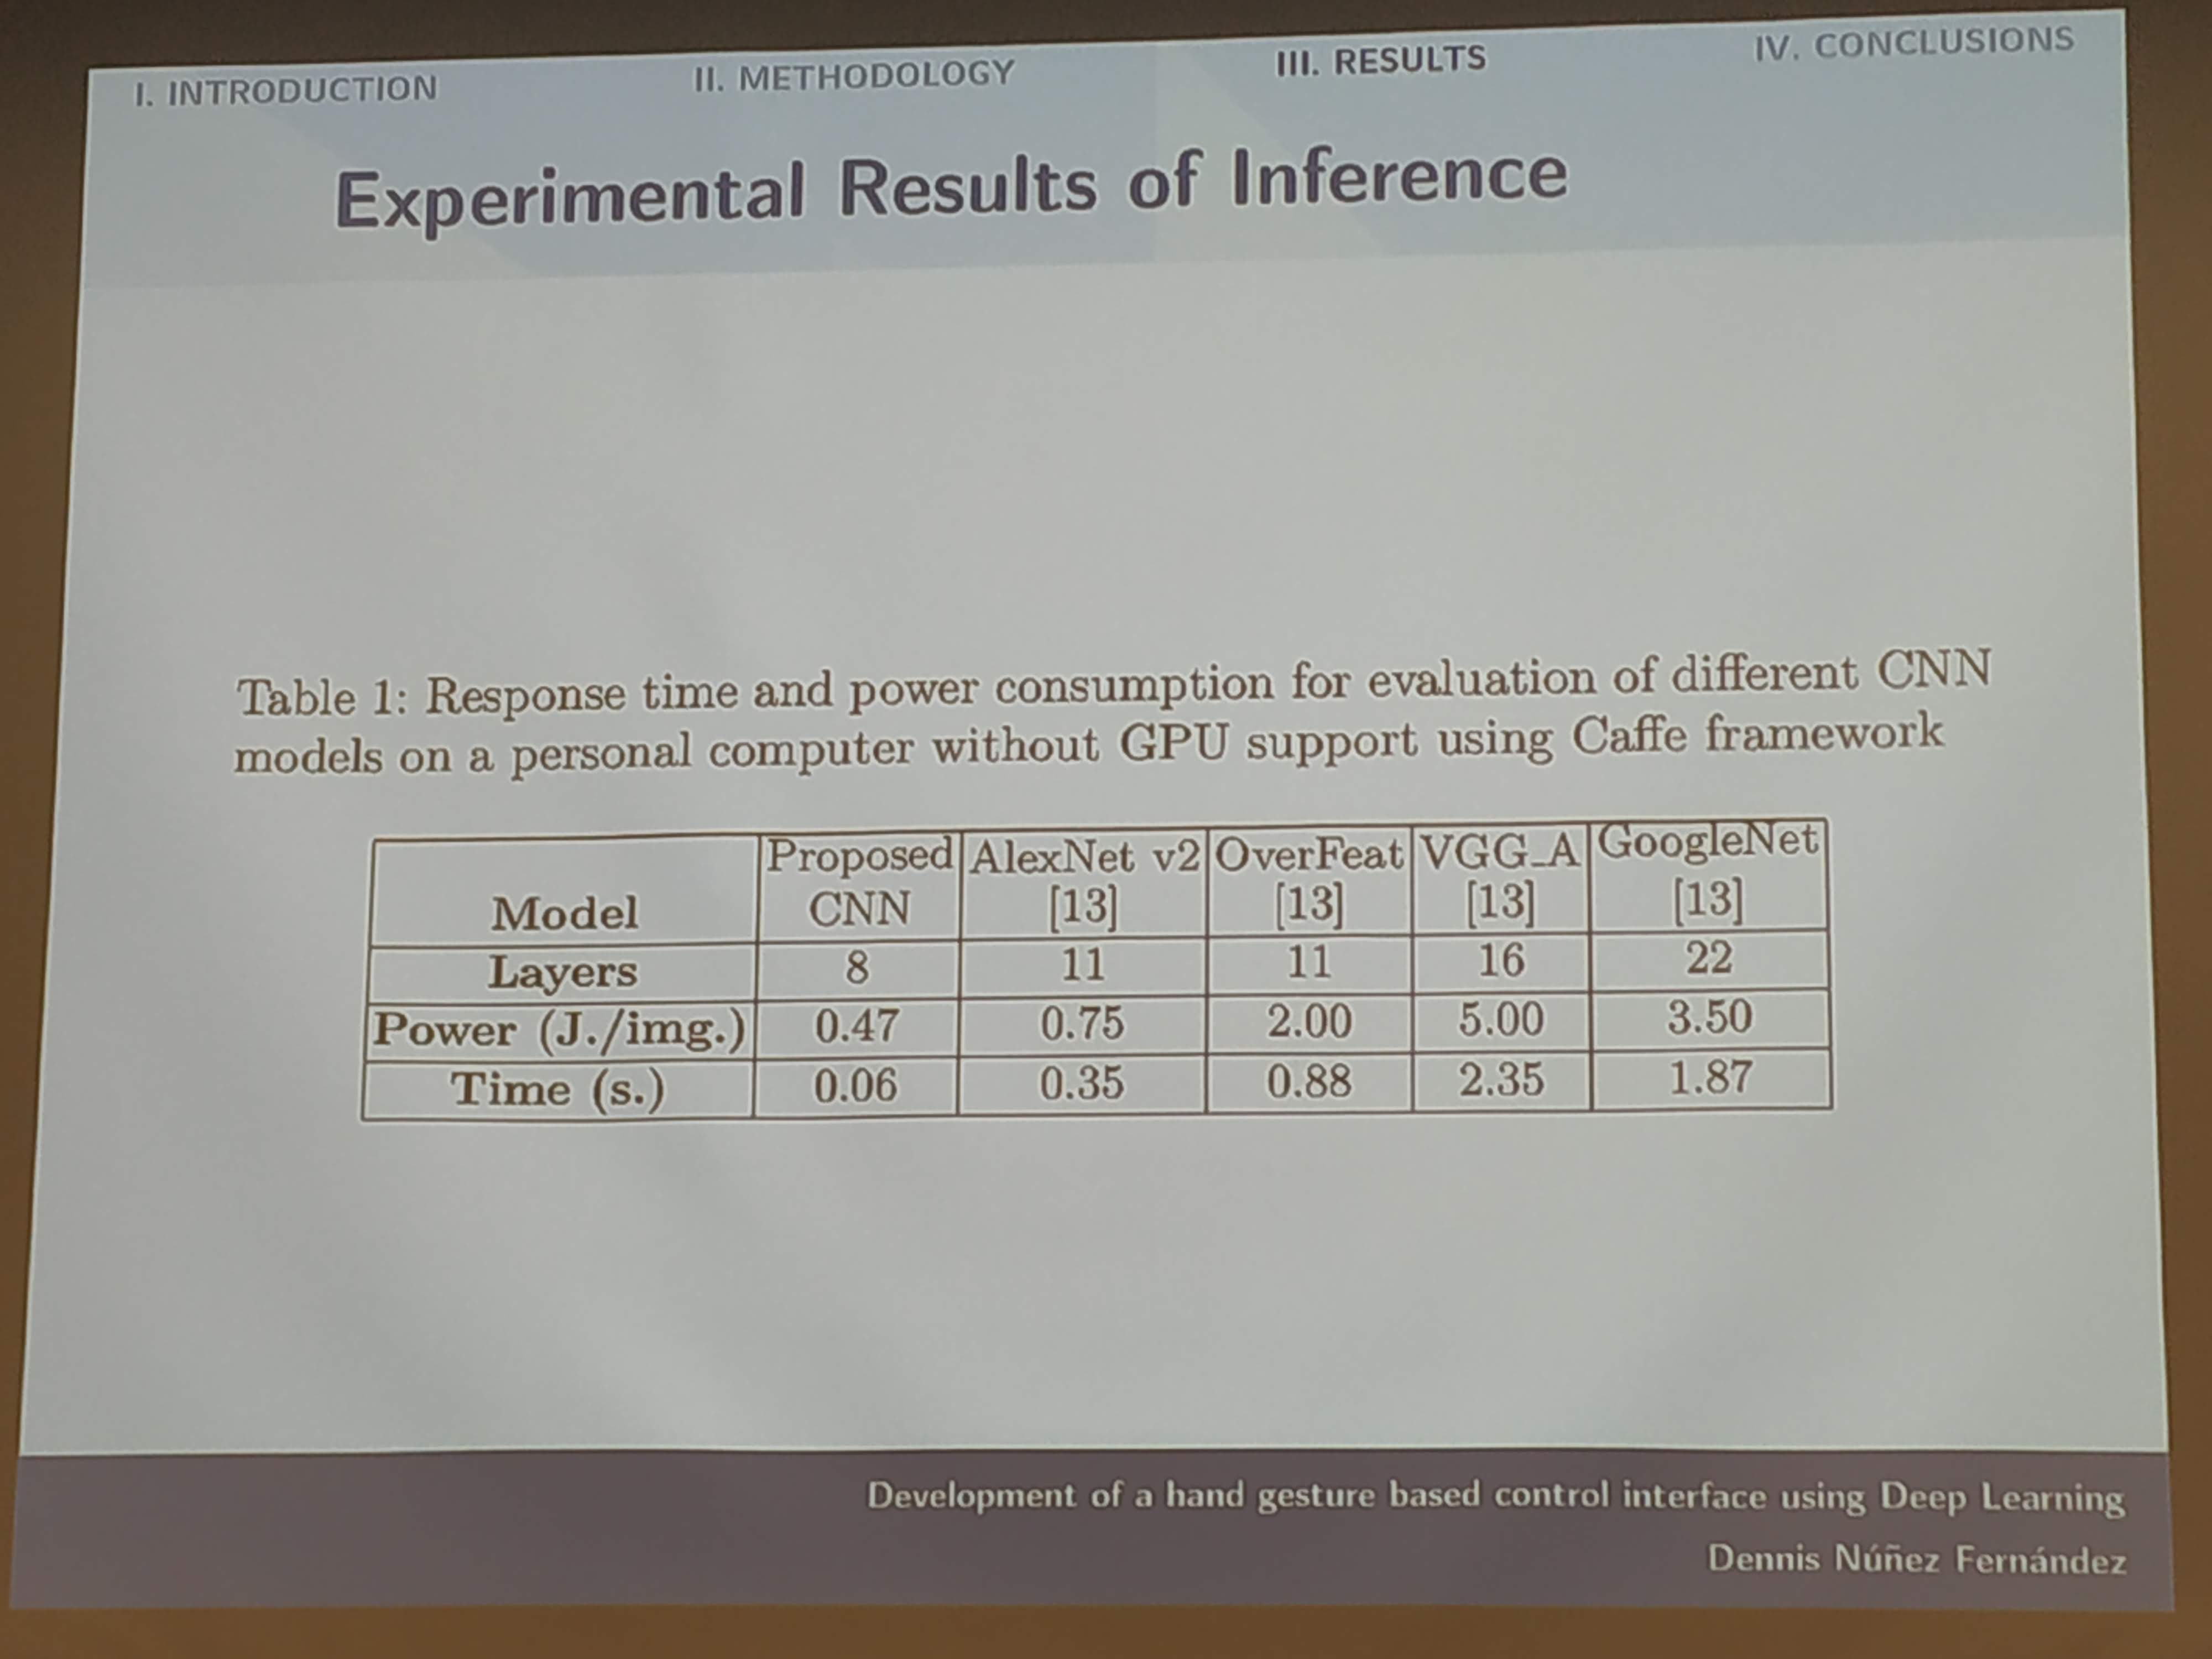 I. INTRODUCTION II. METHODOLOGY III. RESULTS IV. CONCLUSIONS
Experimental Results of Inference
Table 1: Response time and power consumption for evaluation of different CNN
models on a personal computer without GPU support using Caffe framework
Model Proposed CNN AlexNet v2 [13] OverFeat [13] VGG_A [13] GoogleNet [13]
Layers 8 11 11 16 22
Power (J./img.) 0.47 0.75 2.00 5.00 3.50
Time (s.) 0.06 0.35 0.88 2.35 1.87
Development of a hand gesture based control interface using Deep Learning
Dennis Núñez Fernández